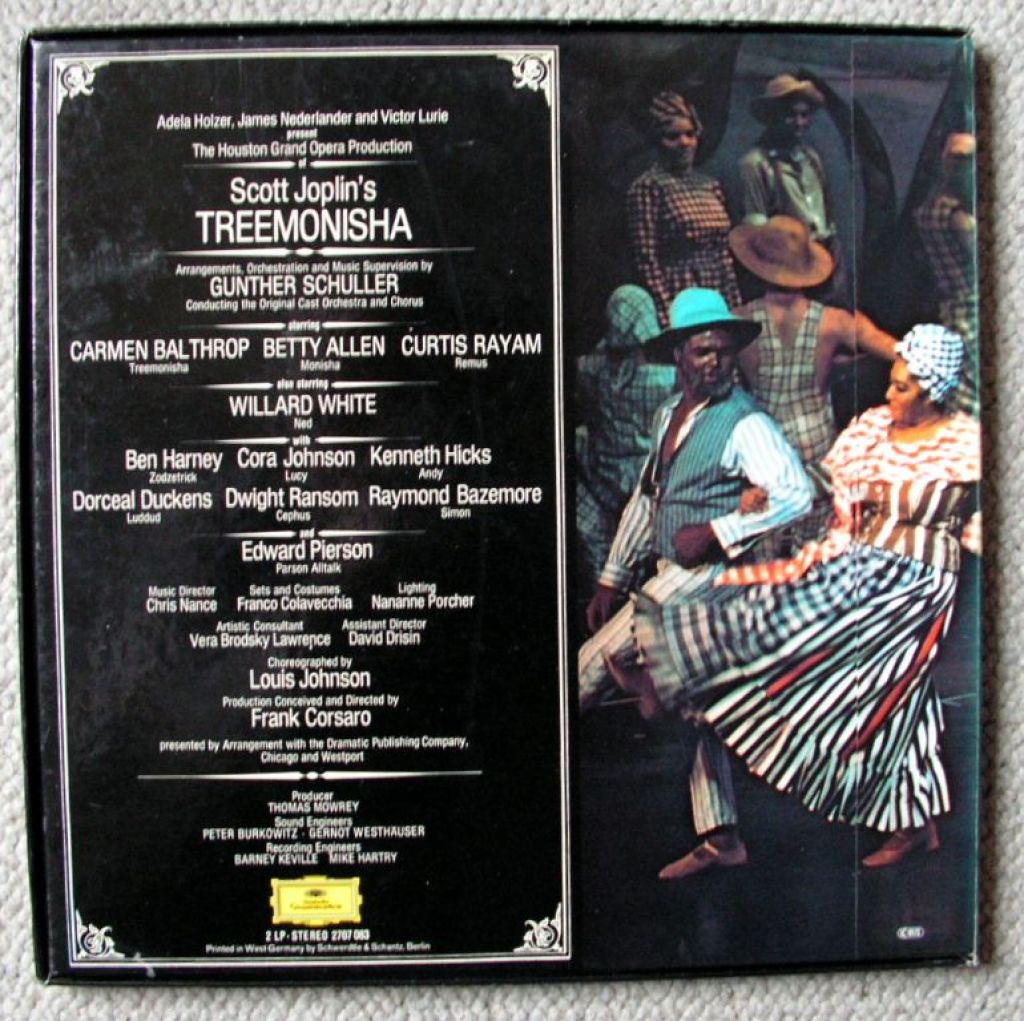 Adela Holzer, James Nederlander and Victor Lurie
present
The Houston Grand Opera Production
of
Scott Joplin's
TREEMONISHA
Arrangements, Orchestration and Music Supervision by
GUNTHER SCHULLER
Conducting the Original Cast Orchestra and Chorus
starring
CARMEN BALTHROP BETTY ALLEN CURTIS RAYAM
Treemonisha Monisha Remus
also starring
WILLARD WHITE
Ned
with
Ben Harney Cora Johnson Kenneth Hicks
Zodzetrick Lucy Andy
Dorceal Duckens Dwight Ransom Raymond Bazemore
Luddud Cephus Simon
and
Edward Pierson
Parson Alltalk
Music Director Sets and Costumes Lighting
Chris Nance Franco Colavecchia Nananne Porcher
Artistic Consultant Assistant Director
Vera Brodsky Lawrence David Drisin
Choreographed by
Louis Johnson
Production Conceived and Directed by
Frank Corsaro
presented by Arrangement with the Dramatic Publishing Company,
Chicago and Westport
Producer
THOMAS MOWREY
Sound Engineers
PETER BURKOWITZ · GERNOT WESTHÄUSER
Recording Engineers
BARNEY KEVILLE MIKE HARTRY
Deutsche
Grammophon
2 LP · STEREO 2707 083
Printed in West Germany by Schwerdtle & Schantz, Berlin